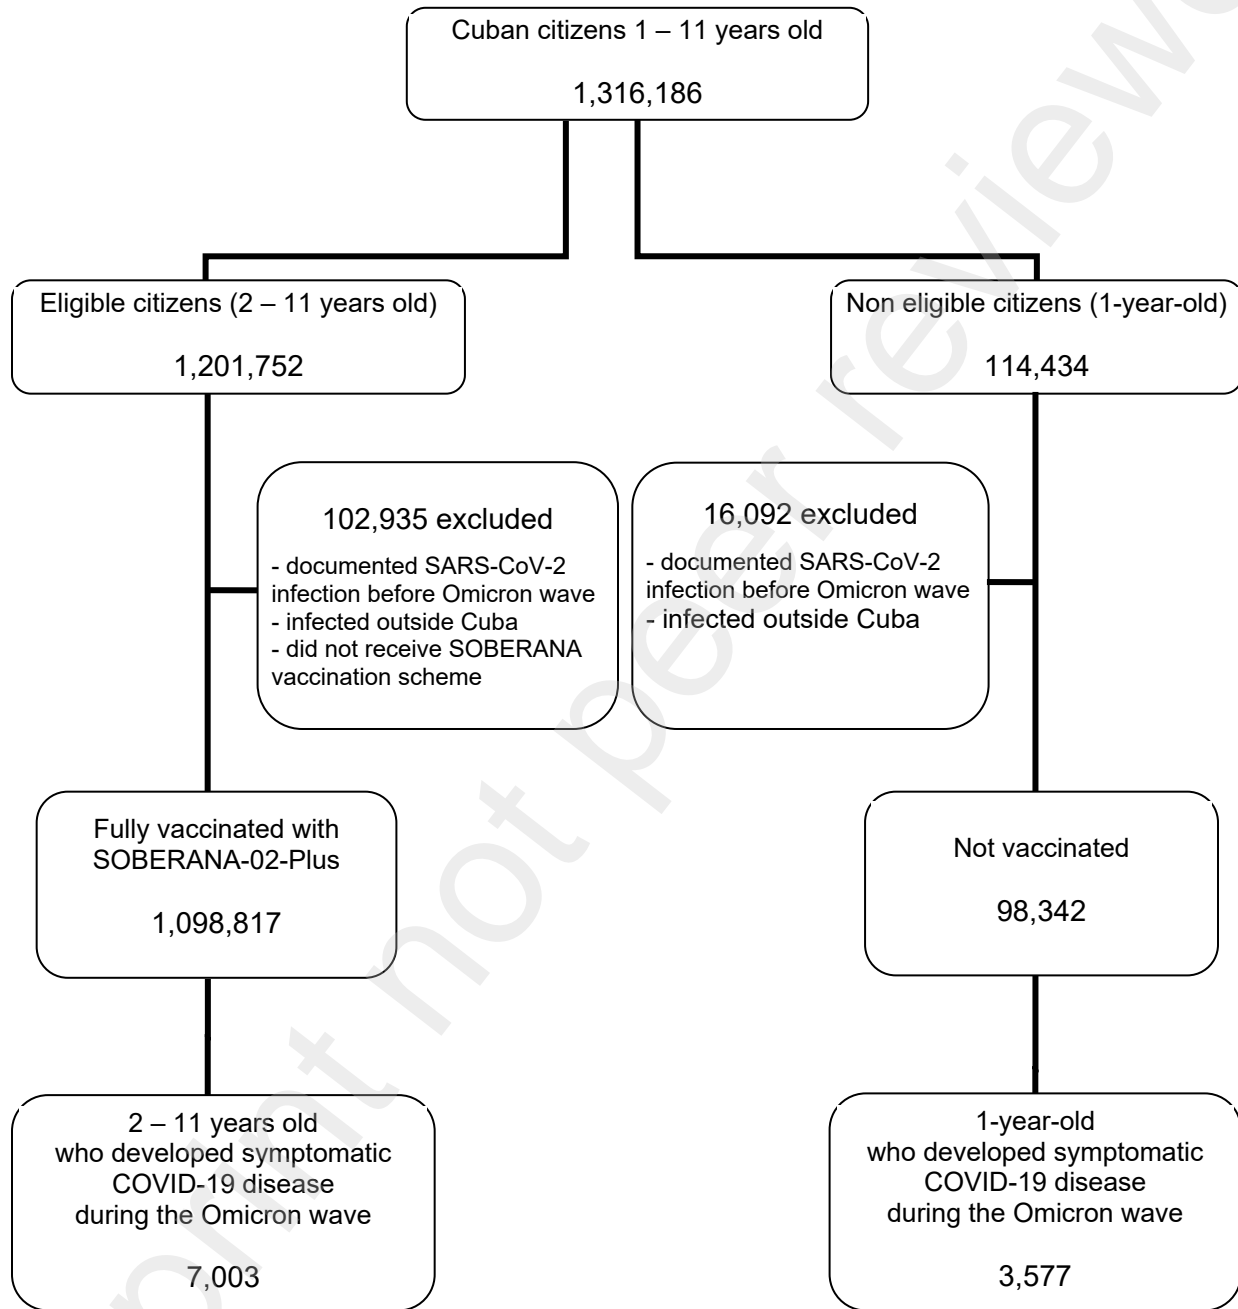 Cuban citizens 1 – 11 years old
1,316,186
Eligible citizens (2 – 11 years old)
1,201,752
Non eligible citizens (1-year-old)
114,434
102,935 excluded
- documented SARS-CoV-2
infection before Omicron wave
- infected outside Cuba
- did not receive SOBERANA
vaccination scheme
16,092 excluded
- documented SARS-CoV-2
infection before Omicron wave
- infected outside Cuba
Fully vaccinated with
SOBERANA-02-Plus
1,098,817
Not vaccinated
98,342
2 – 11 years old
who developed symptomatic
COVID-19 disease
during the Omicron wave
7,003
1-year-old
who developed symptomatic
COVID-19 disease
during the Omicron wave
3,577
print not peer reviewe